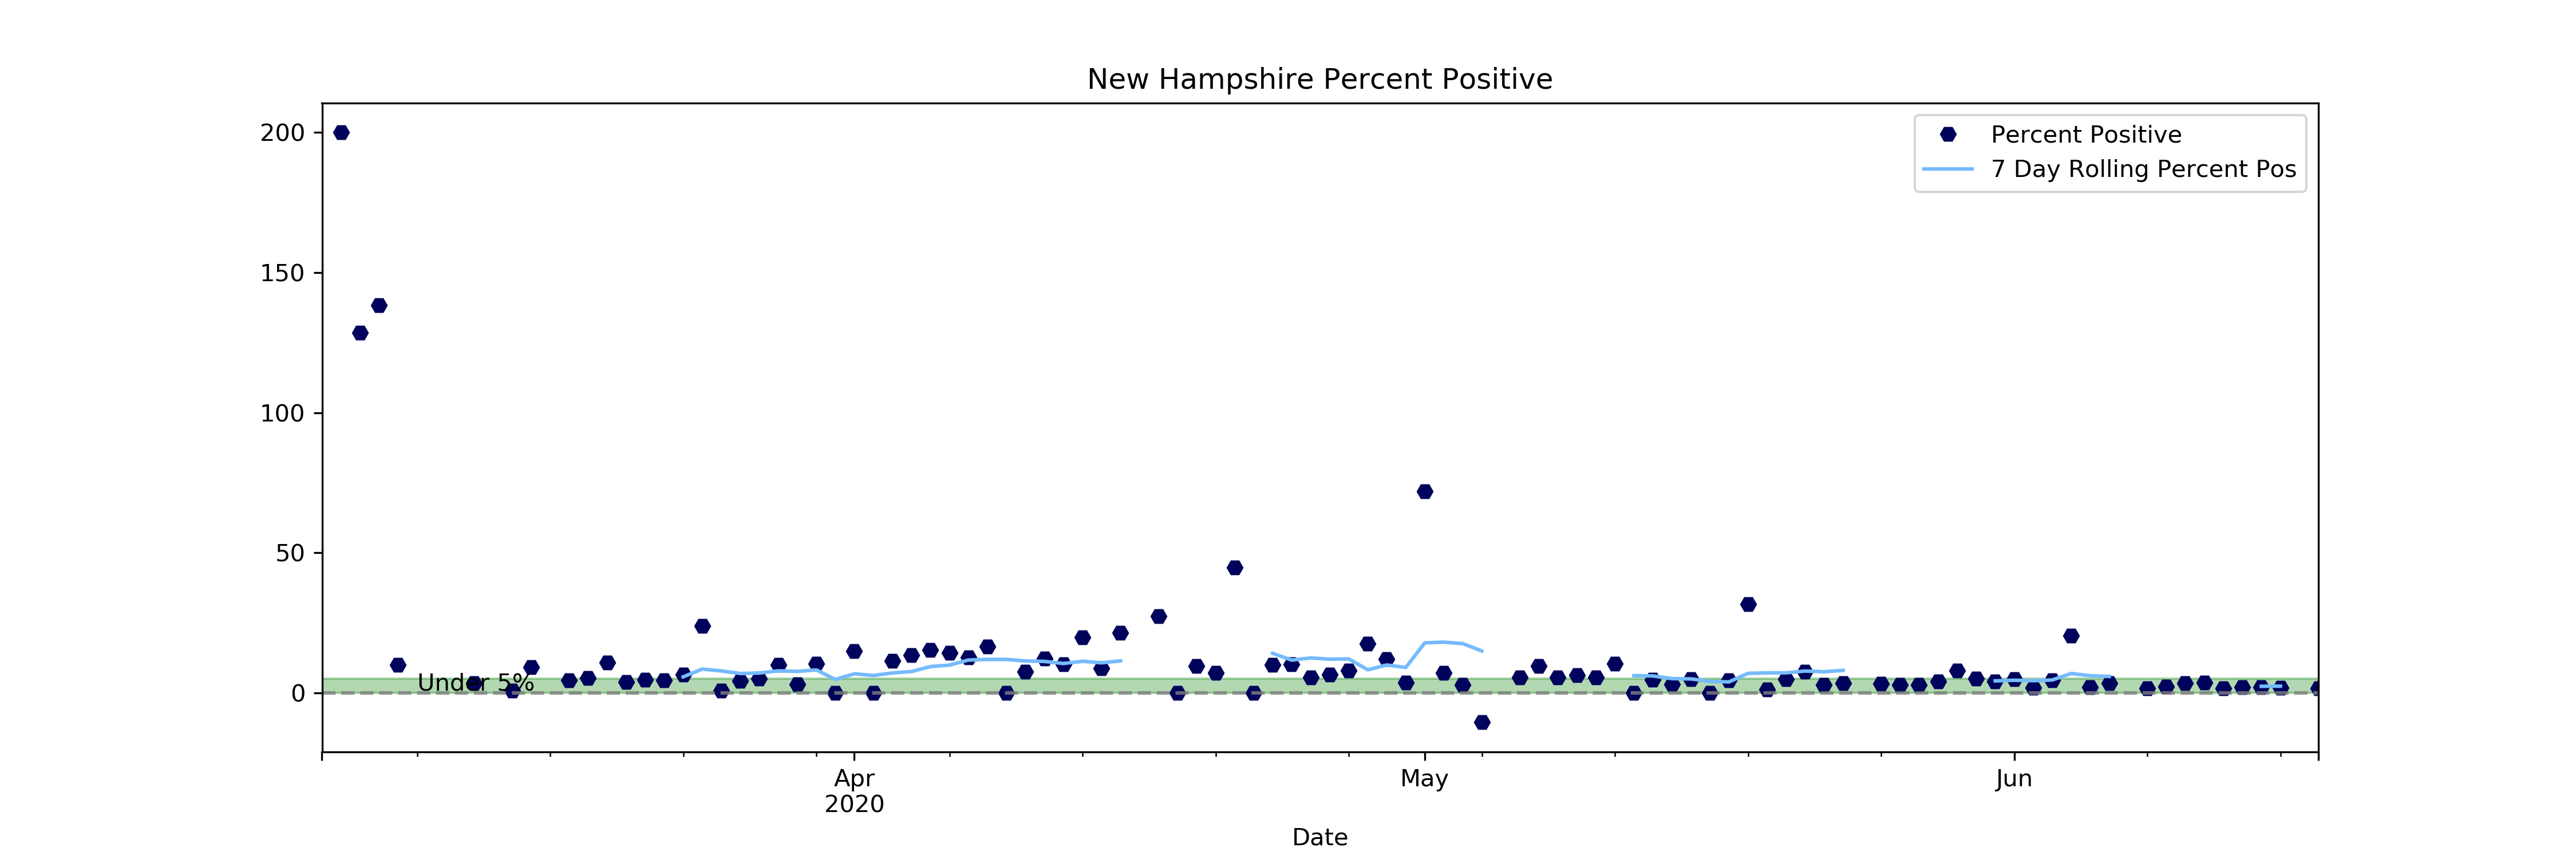 New Hampshire Percent Positive
Percent Positive
7 Day Rolling Percent Pos
200
150
100
50
0
Under 5%
Apr
2020
May
Jun
Date